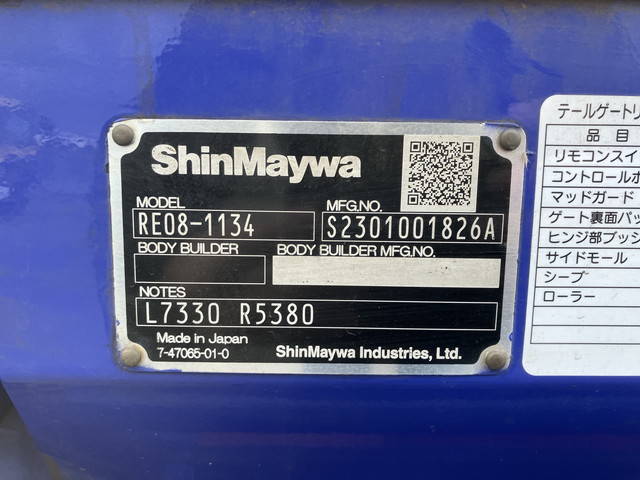 ShinMaywa
MODEL
MFG.NO.
RE08-1134
S2301001826A
BODY BUILDER
BODY BUILDER MFG.NO.
NOTES
L7330 R5380
Made in Japan
7-47065-01-0
ShinMaywa Industries, Ltd.
テールゲートリ
品目
リモコンスイ
コントロールボ
マッドガード
ゲート裏面パッ
ヒンジ部ブッシ
サイドモール
シーブ
ローラー